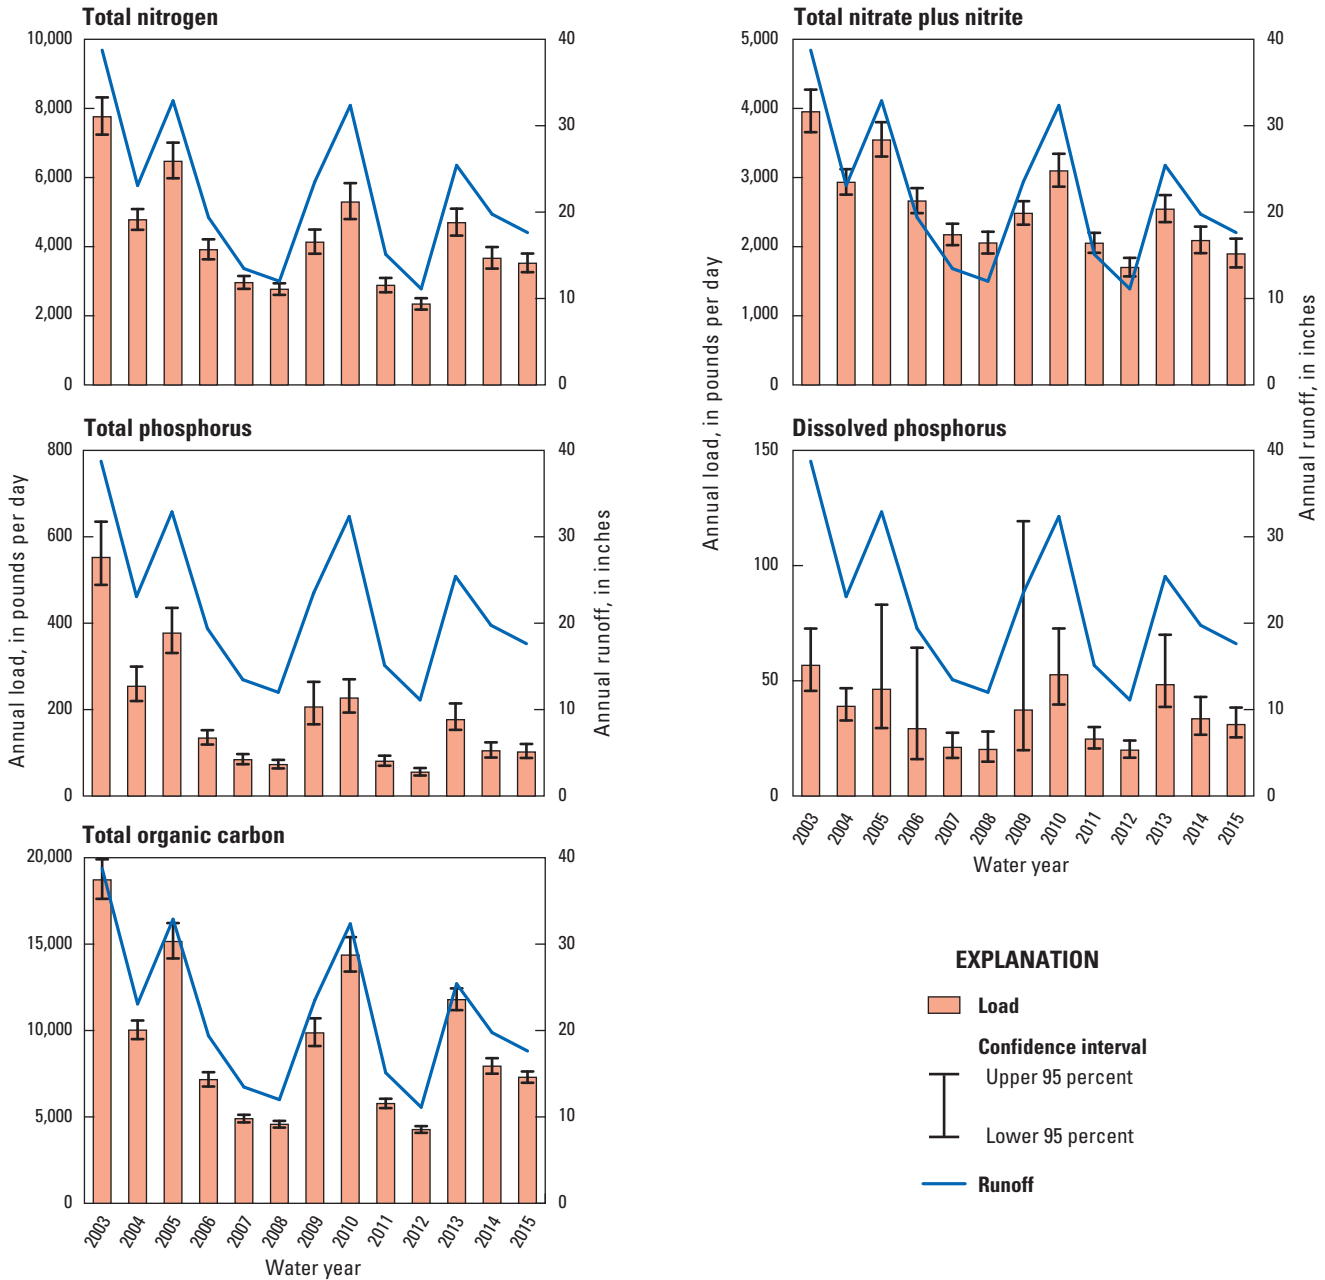 Total nitrogen
10,000
8,000
6,000
4,000
2,000
0
40
30
20
10
0
Total nitrate plus nitrite
5,000
4,000
3,000
2,000
1,000
0
40
30
20
10
0
Total phosphorus
800
600
400
200
0
40
30
20
10
0
Annual load, in pounds per day
Annual runoff, in inches
Dissolved phosphorus
150
100
50
0
40
30
20
10
0
Annual load, in pounds per day
Annual runoff, in inches
2003 2004 2005 2006 2007 2008 2009 2010 2011 2012 2013 2014 2015
Water year
Total organic carbon
20,000
15,000
10,000
5,000
0
40
30
20
10
0
2003 2004 2005 2006 2007 2008 2009 2010 2011 2012 2013 2014 2015
Water year
EXPLANATION
Load
Confidence interval
Upper 95 percent
Lower 95 percent
Runoff